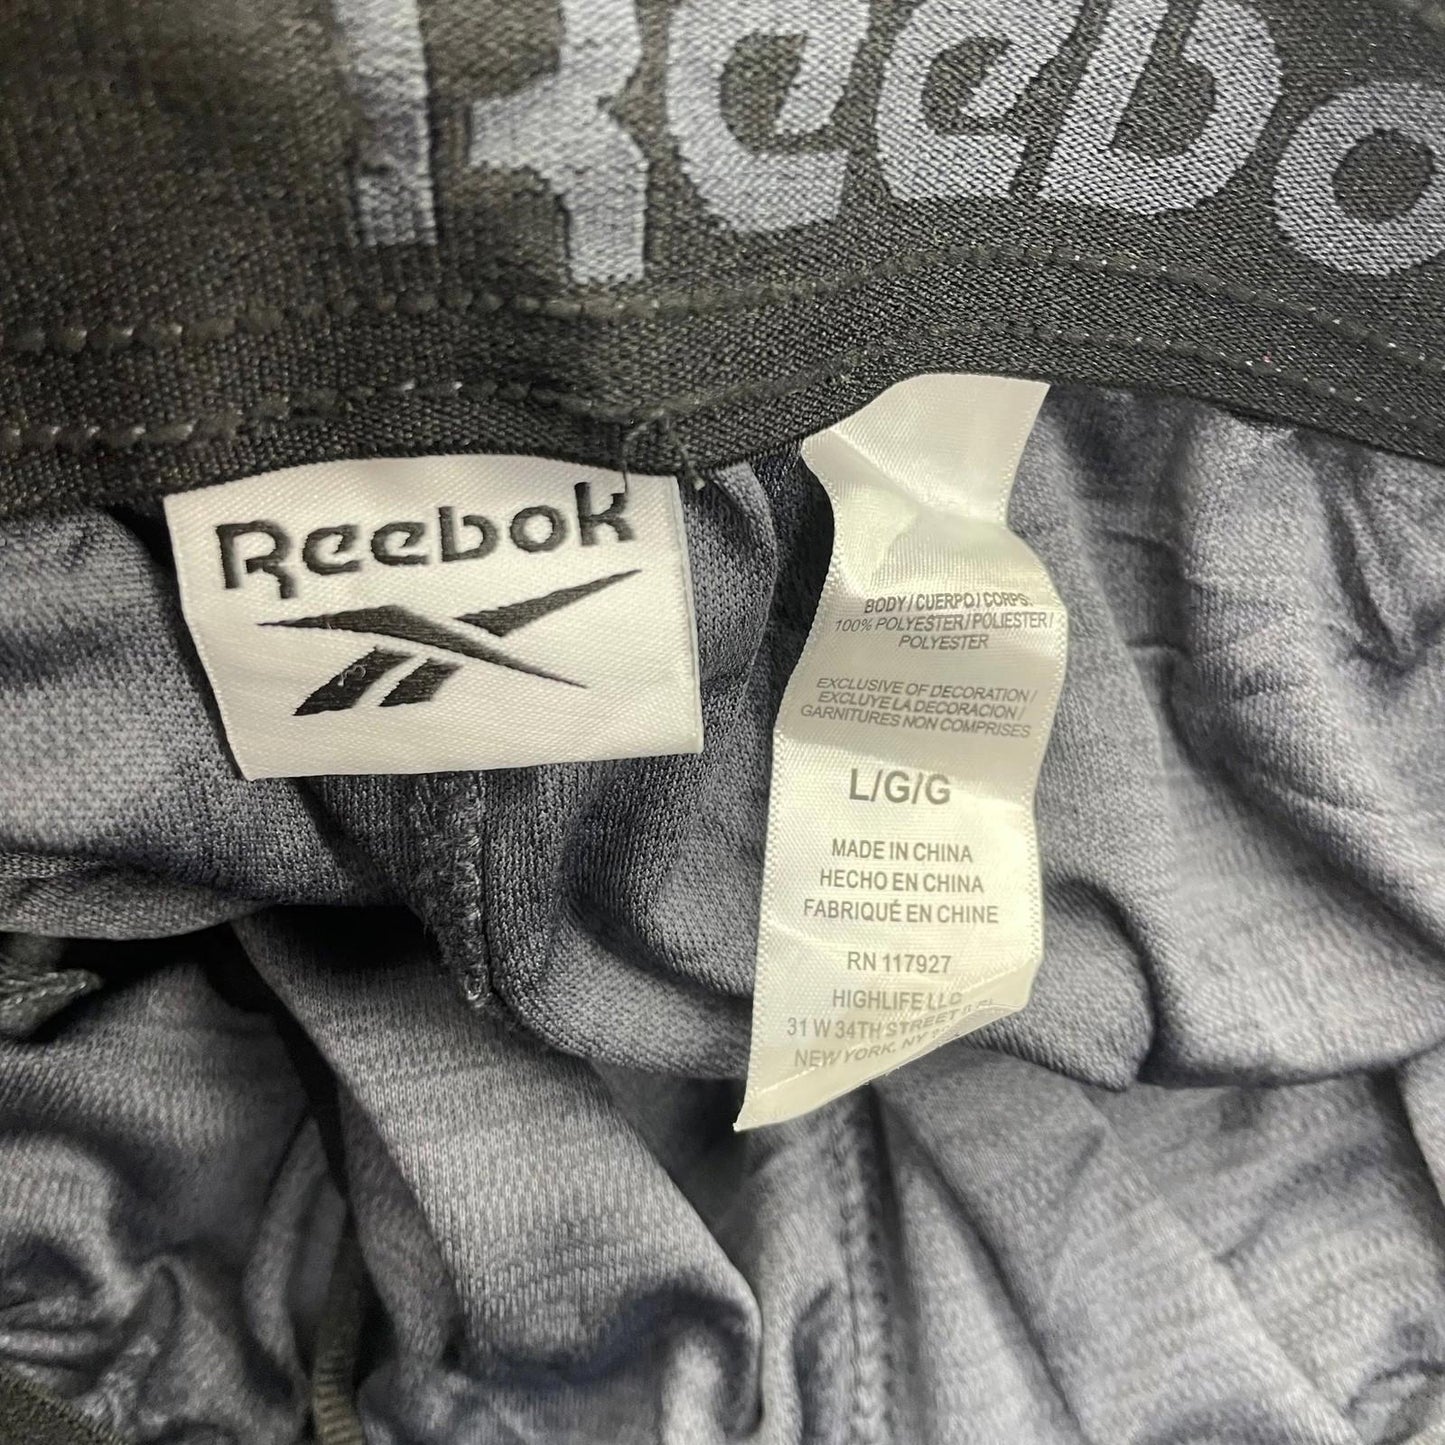 Reebo
Reebok
BODY/CUERPO/CORPS:
100% POLYESTER/POLIESTER/
POLYESTER
EXCLUSIVE OF DECORATION/
EXCLUYE LA DECORACION/
GARNITURES NON COMPRISES
L/G/G
MADE IN CHINA
HECHO EN CHINA
FABRIQUÉ EN CHINE
RN 117927
HIGHLIFE LLC
31 W 34TH STREET
NEW YORK, NY